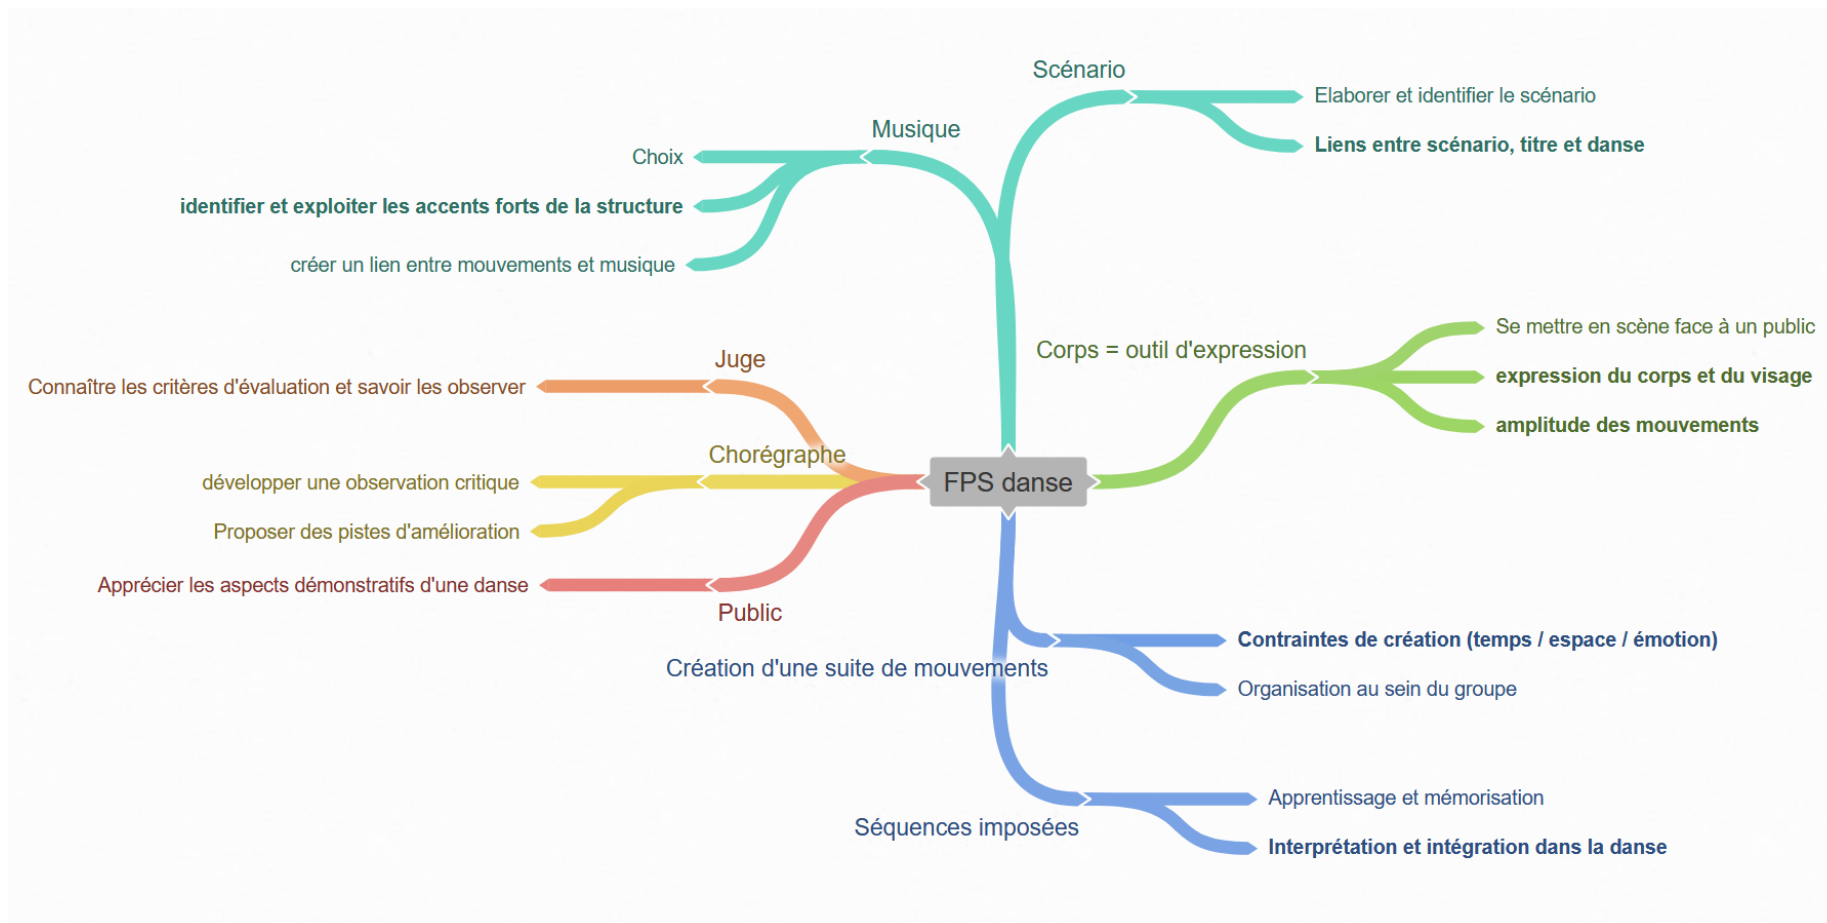 Scénario
Elaborer et identifier le scénario
Liens entre scénario, titre et danse
Musique
Choix
identifier et exploiter les accents forts de la structure
créer un lien entre mouvements et musique
Corps = outil d'expression
Se mettre en scène face à un public
expression du corps et du visage
amplitude des mouvements
Juge
Connaître les critères d'évaluation et savoir les observer
Chorégraphe
développer une observation critique
Proposer des pistes d'amélioration
FPS danse
Apprécier les aspects démonstratifs d'une danse
Public
Création d'une suite de mouvements
Contraintes de création (temps / espace / émotion)
Organisation au sein du groupe
Séquences imposées
Apprentissage et mémorisation
Interprétation et intégration dans la danse